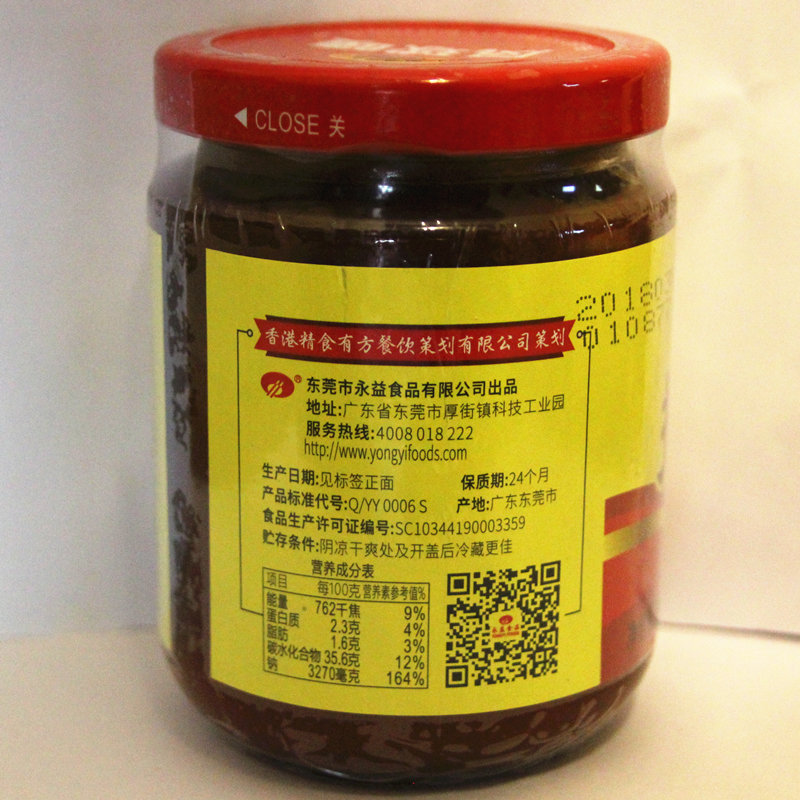 CLOSE 关
201807
01087
香港精食有方餐饮策划有限公司策划
东莞市永益食品有限公司出品
地址:广东省东莞市厚街镇科技工业园
服务热线:4008 018 222
http://www.yongyifoods.com
生产日期:见标签正面 保质期:24个月
产品标准代号:Q/YY 0006 S 产地:广东东莞市
食品生产许可证编号:SC10344190003359
贮存条件:阴凉干爽处及开盖后冷藏更佳
营养成分表
项目 每100克 营养素参考值%
能量 762千焦 9%
蛋白质 2.3克 4%
脂肪 1.6克 3%
碳水化合物 35.6克 12%
钠 3270毫克 164%
永益食品